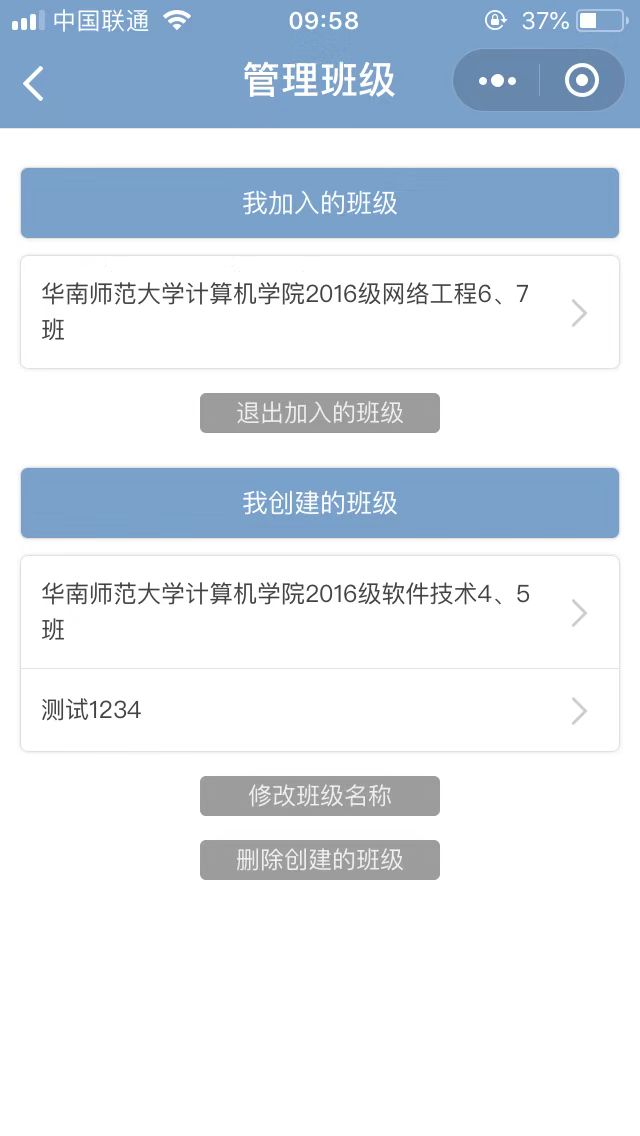 中国联通
09:58
37%
管理班级
我加入的班级
华南师范大学计算机学院2016级网络工程6、7
班
退出加入的班级
我创建的班级
华南师范大学计算机学院2016级软件技术4、5
班
测试1234
修改班级名称
删除创建的班级